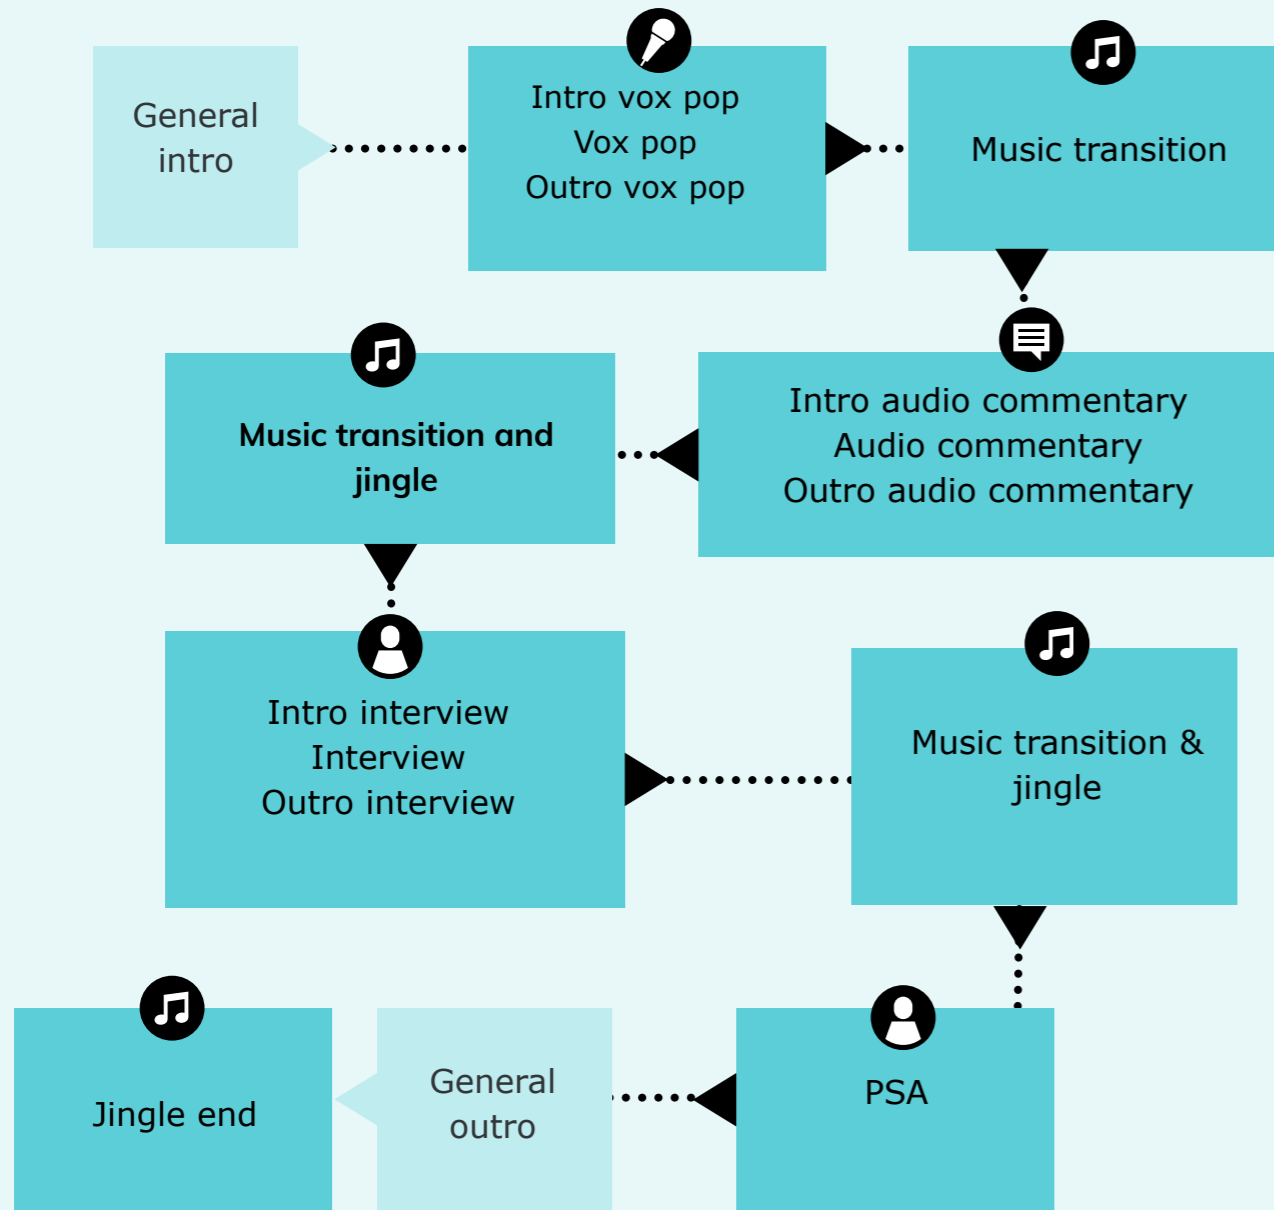 General
intro
Intro vox pop
Vox pop
Outro vox pop
Music transition
Intro audio commentary
Audio commentary
Outro audio commentary
Music transition and
jingle
Intro interview
Interview
Outro interview
Music transition &
jingle
PSA
General
outro
Jingle end